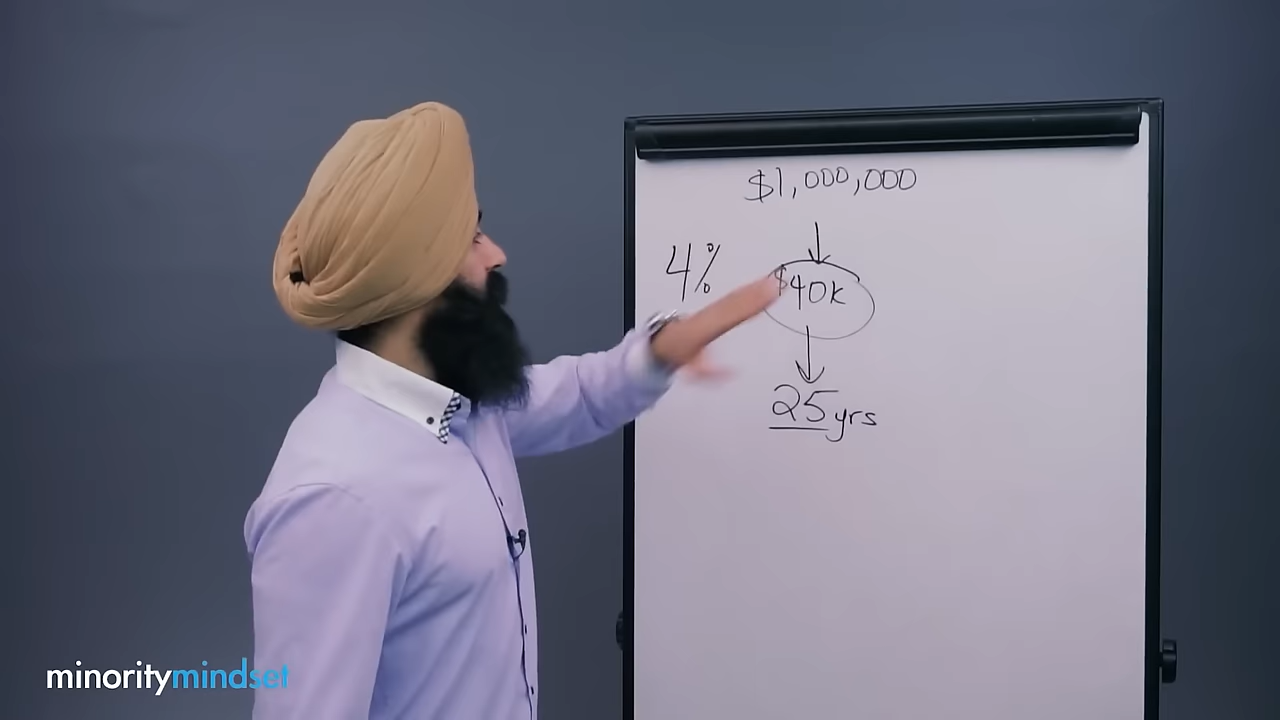 $1,000,000
4%
$40k
25yrs
minoritymindset